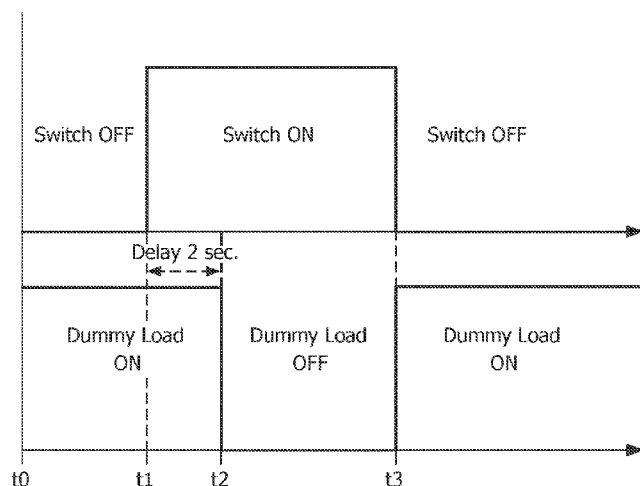 Switch OFF
Switch ON
Switch OFF
Delay 2 sec.
Dummy Load
ON
Dummy Load
OFF
Dummy Load
ON
t0
t1
t2
t3